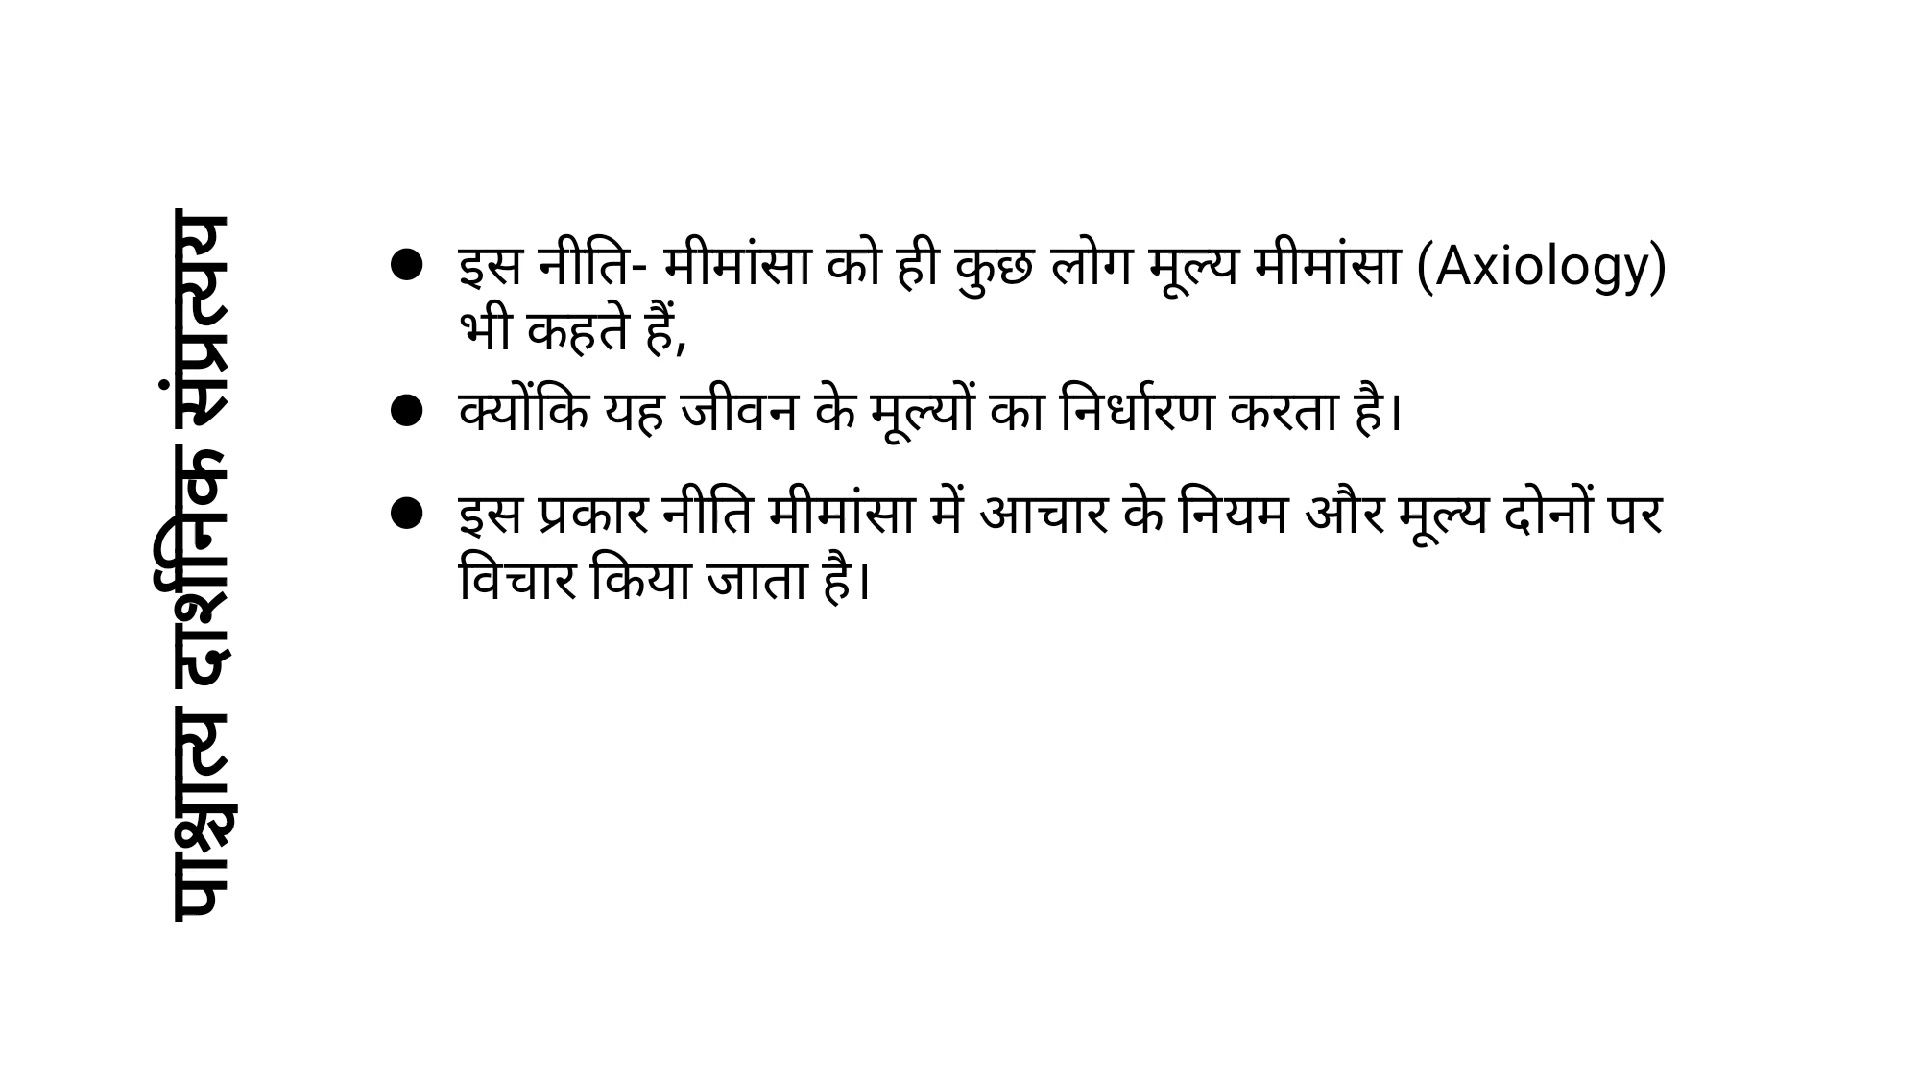 पाश्चात्य दार्शनिक संप्रत्यय
● इस नीति- मीमांसा को ही कुछ लोग मूल्य मीमांसा (Axiology)
भी कहते हैं,
● क्योंकि यह जीवन के मूल्यों का निर्धारण करता है।
● इस प्रकार नीति मीमांसा में आचार के नियम और मूल्य दोनों पर
विचार किया जाता है।